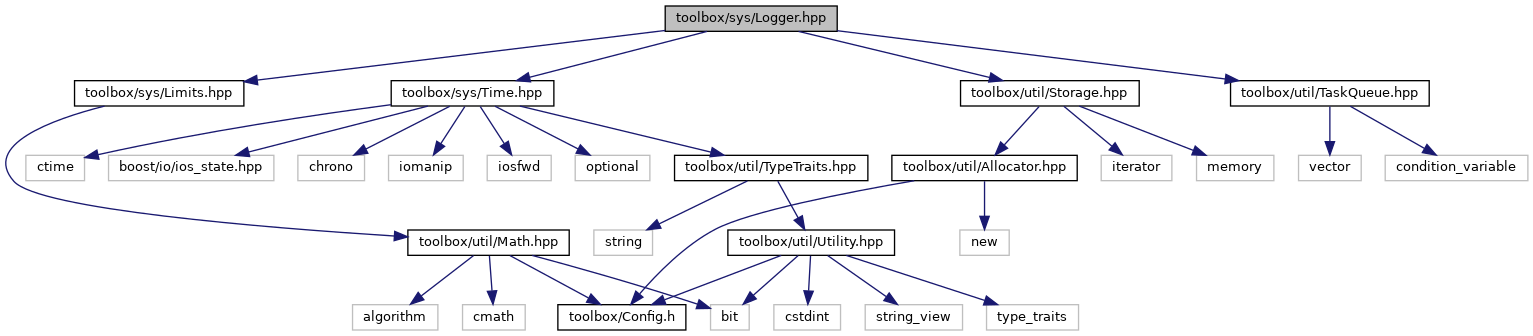 toolbox/sys/Logger.hpp
toolbox/sys/Limits.hpp
toolbox/sys/Time.hpp
toolbox/util/Storage.hpp
toolbox/util/TaskQueue.hpp
ctime
boost/io/ios_state.hpp
chrono
iomanip
iosfwd
optional
toolbox/util/TypeTraits.hpp
toolbox/util/Allocator.hpp
iterator
memory
vector
condition_variable
toolbox/util/Math.hpp
string
toolbox/util/Utility.hpp
new
algorithm
cmath
toolbox/Config.h
bit
cstdint
string_view
type_traits